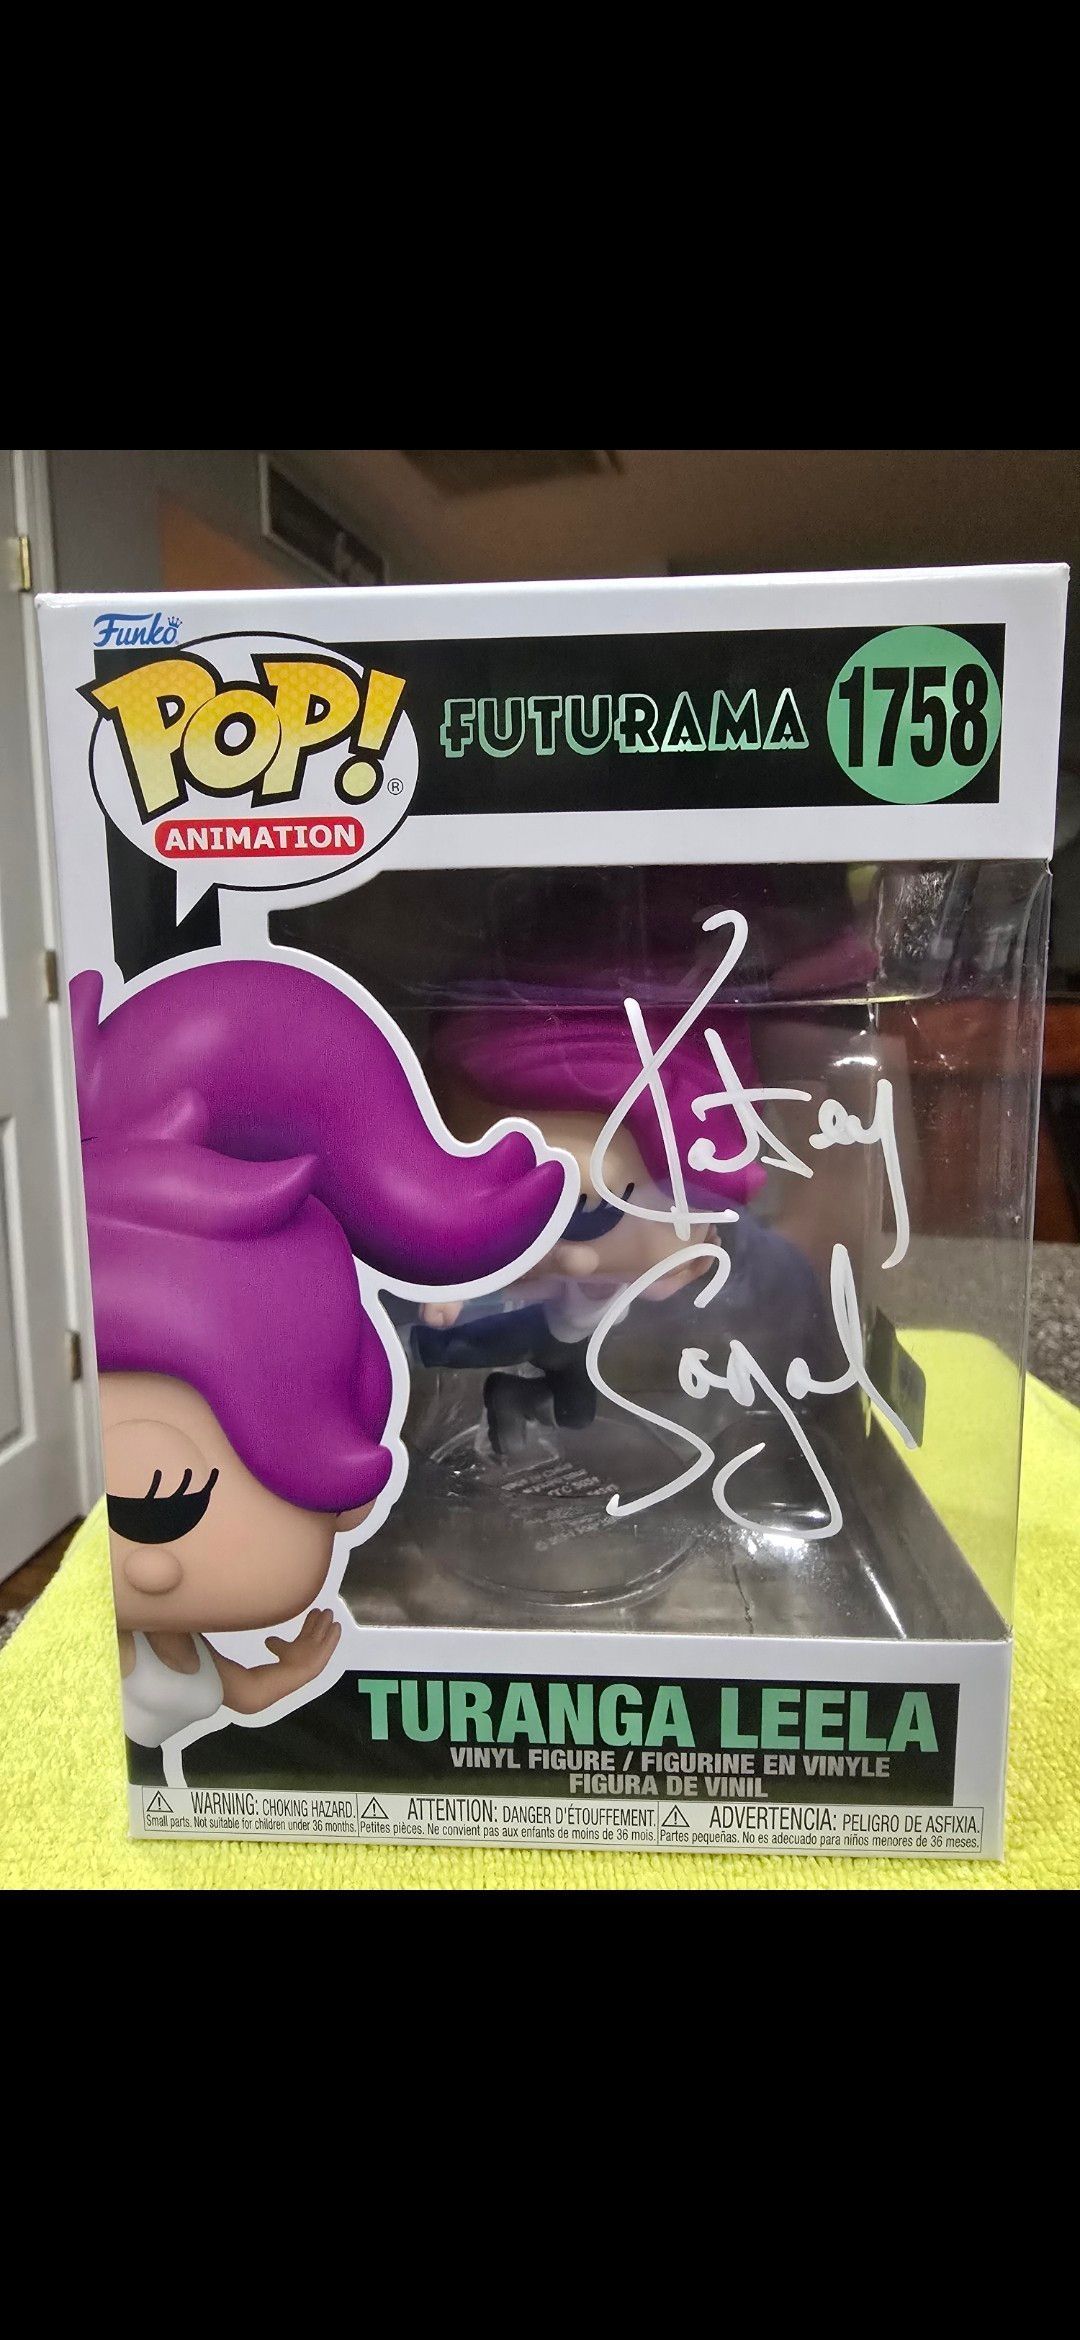 Funko
POP!®
ANIMATION
FUTURAMA
1758
Katey
Sagal
TURANGA LEELA
VINYL FIGURE / FIGURINE EN VINYLE
FIGURA DE VINIL
WARNING: CHOKING HAZARD.
Small parts. Not suitable for children under 36 months.
ATTENTION: DANGER D'ÉTOUFFEMENT.
Petites pièces. Ne convient pas aux enfants de moins de 36 mois.
ADVERTENCIA: PELIGRO DE ASFIXIA.
Partes pequeñas. No es adecuado para niños menores de 36 meses.